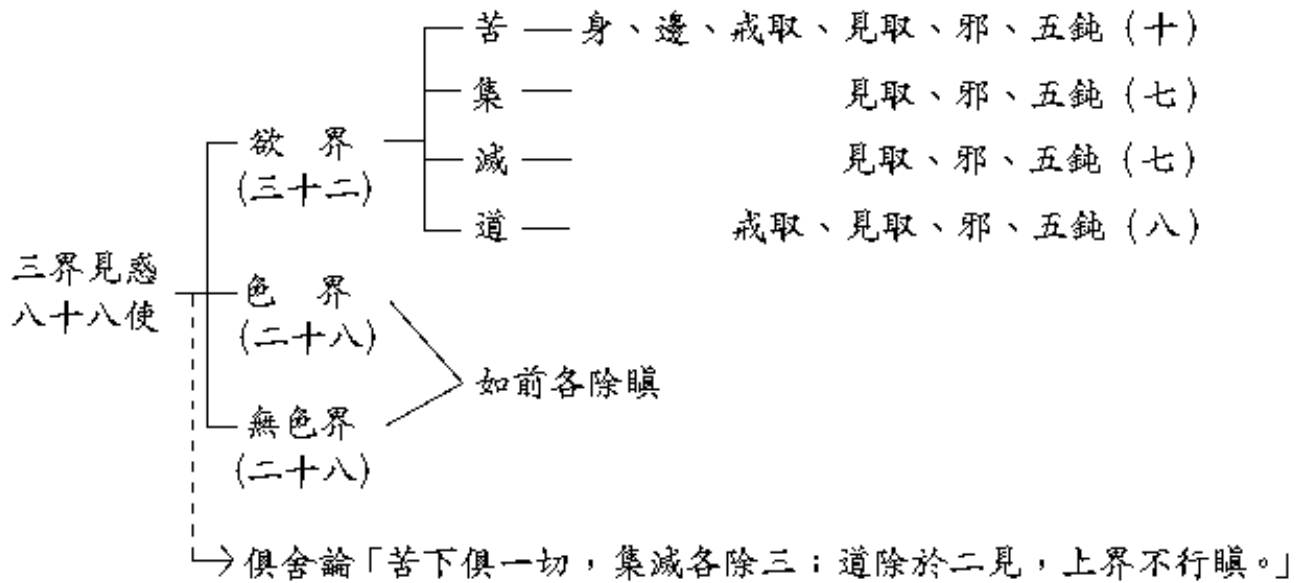 苦 — 身、邊、戒取、見取、邪、五鈍(十)
集 — 見取、邪、五鈍(七)
欲 界
滅 — 見取、邪、五鈍(七)
(三十二)
道 — 戒取、見取、邪、五鈍(八)
三界見惑
八十八使
色 界
(二十八)
如前各除瞋
無色界
(二十八)
俱舍論「苦下俱一切,集滅各除三;道除於二見,上界不行瞋。」